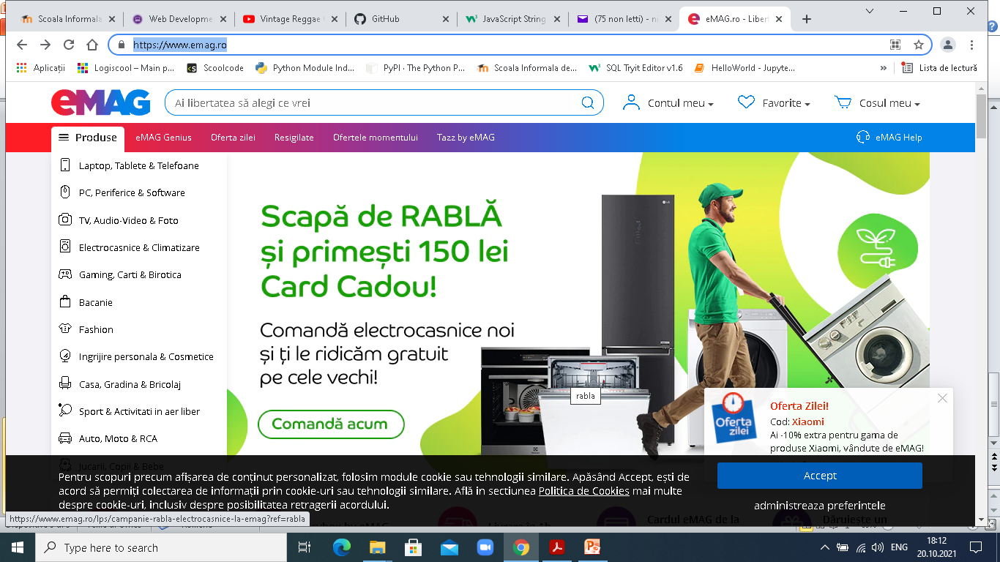 Scoala Informala
Web Developme
Vintage Reggae
GitHub
JavaScript String
(75 non letti) - n
eMAG.ro - Libert
https://www.emag.ro
Aplicații
Logiscool – Main p...
Scoolcode
Python Module Ind...
PyPI · The Python P...
Scoala Informala de...
SQL Tryit Editor v1.6
HelloWorld - Jupyte...
»
Lista de lectură
eMAG
Ai libertatea să alegi ce vrei
Contul meu
Favorite
Cosul meu
Produse
eMAG Genius
Oferta zilei
Resigilate
Ofertele momentului
Tazz by eMAG
eMAG Help
Laptop, Tablete & Telefoane
PC, Periferice & Software
TV, Audio-Video & Foto
Electrocasnice & Climatizare
Gaming, Carti & Birotica
Bacanie
Fashion
Ingrijire personala & Cosmetice
Casa, Gradina & Bricolaj
Sport & Activitati in aer liber
Auto, Moto & RCA
Jucarii, Copii & Bebe
Scapă de RABLĂ
și primești 150 lei
Card Cadou!
Comandă electrocasnice noi
și ți le ridicăm gratuit
pe cele vechi!
Comandă acum
LG
rabla
Oferta
zilei
Oferta Zilei!
Cod: Xiaomi
Ai -10% extra pentru gama de
produse Xiaomi, vândute de eMAG!
Pentru scopuri precum afișarea de conținut personalizat, folosim module cookie sau tehnologii similare. Apăsând Accept, ești de
acord să permiți colectarea de informații prin cookie-uri sau tehnologii similare. Află in sectiunea Politica de Cookies mai multe
despre cookie-uri, inclusiv despre posibilitatea retragerii acordului.
Accept
administreaza preferintele
https://www.emag.ro/lps/campanie-rabla-electrocasnice-la-emag?ref=rabla
Cardul eMAG de la
Dăruiește un
Type here to search
ENG
18:12
20.10.2021